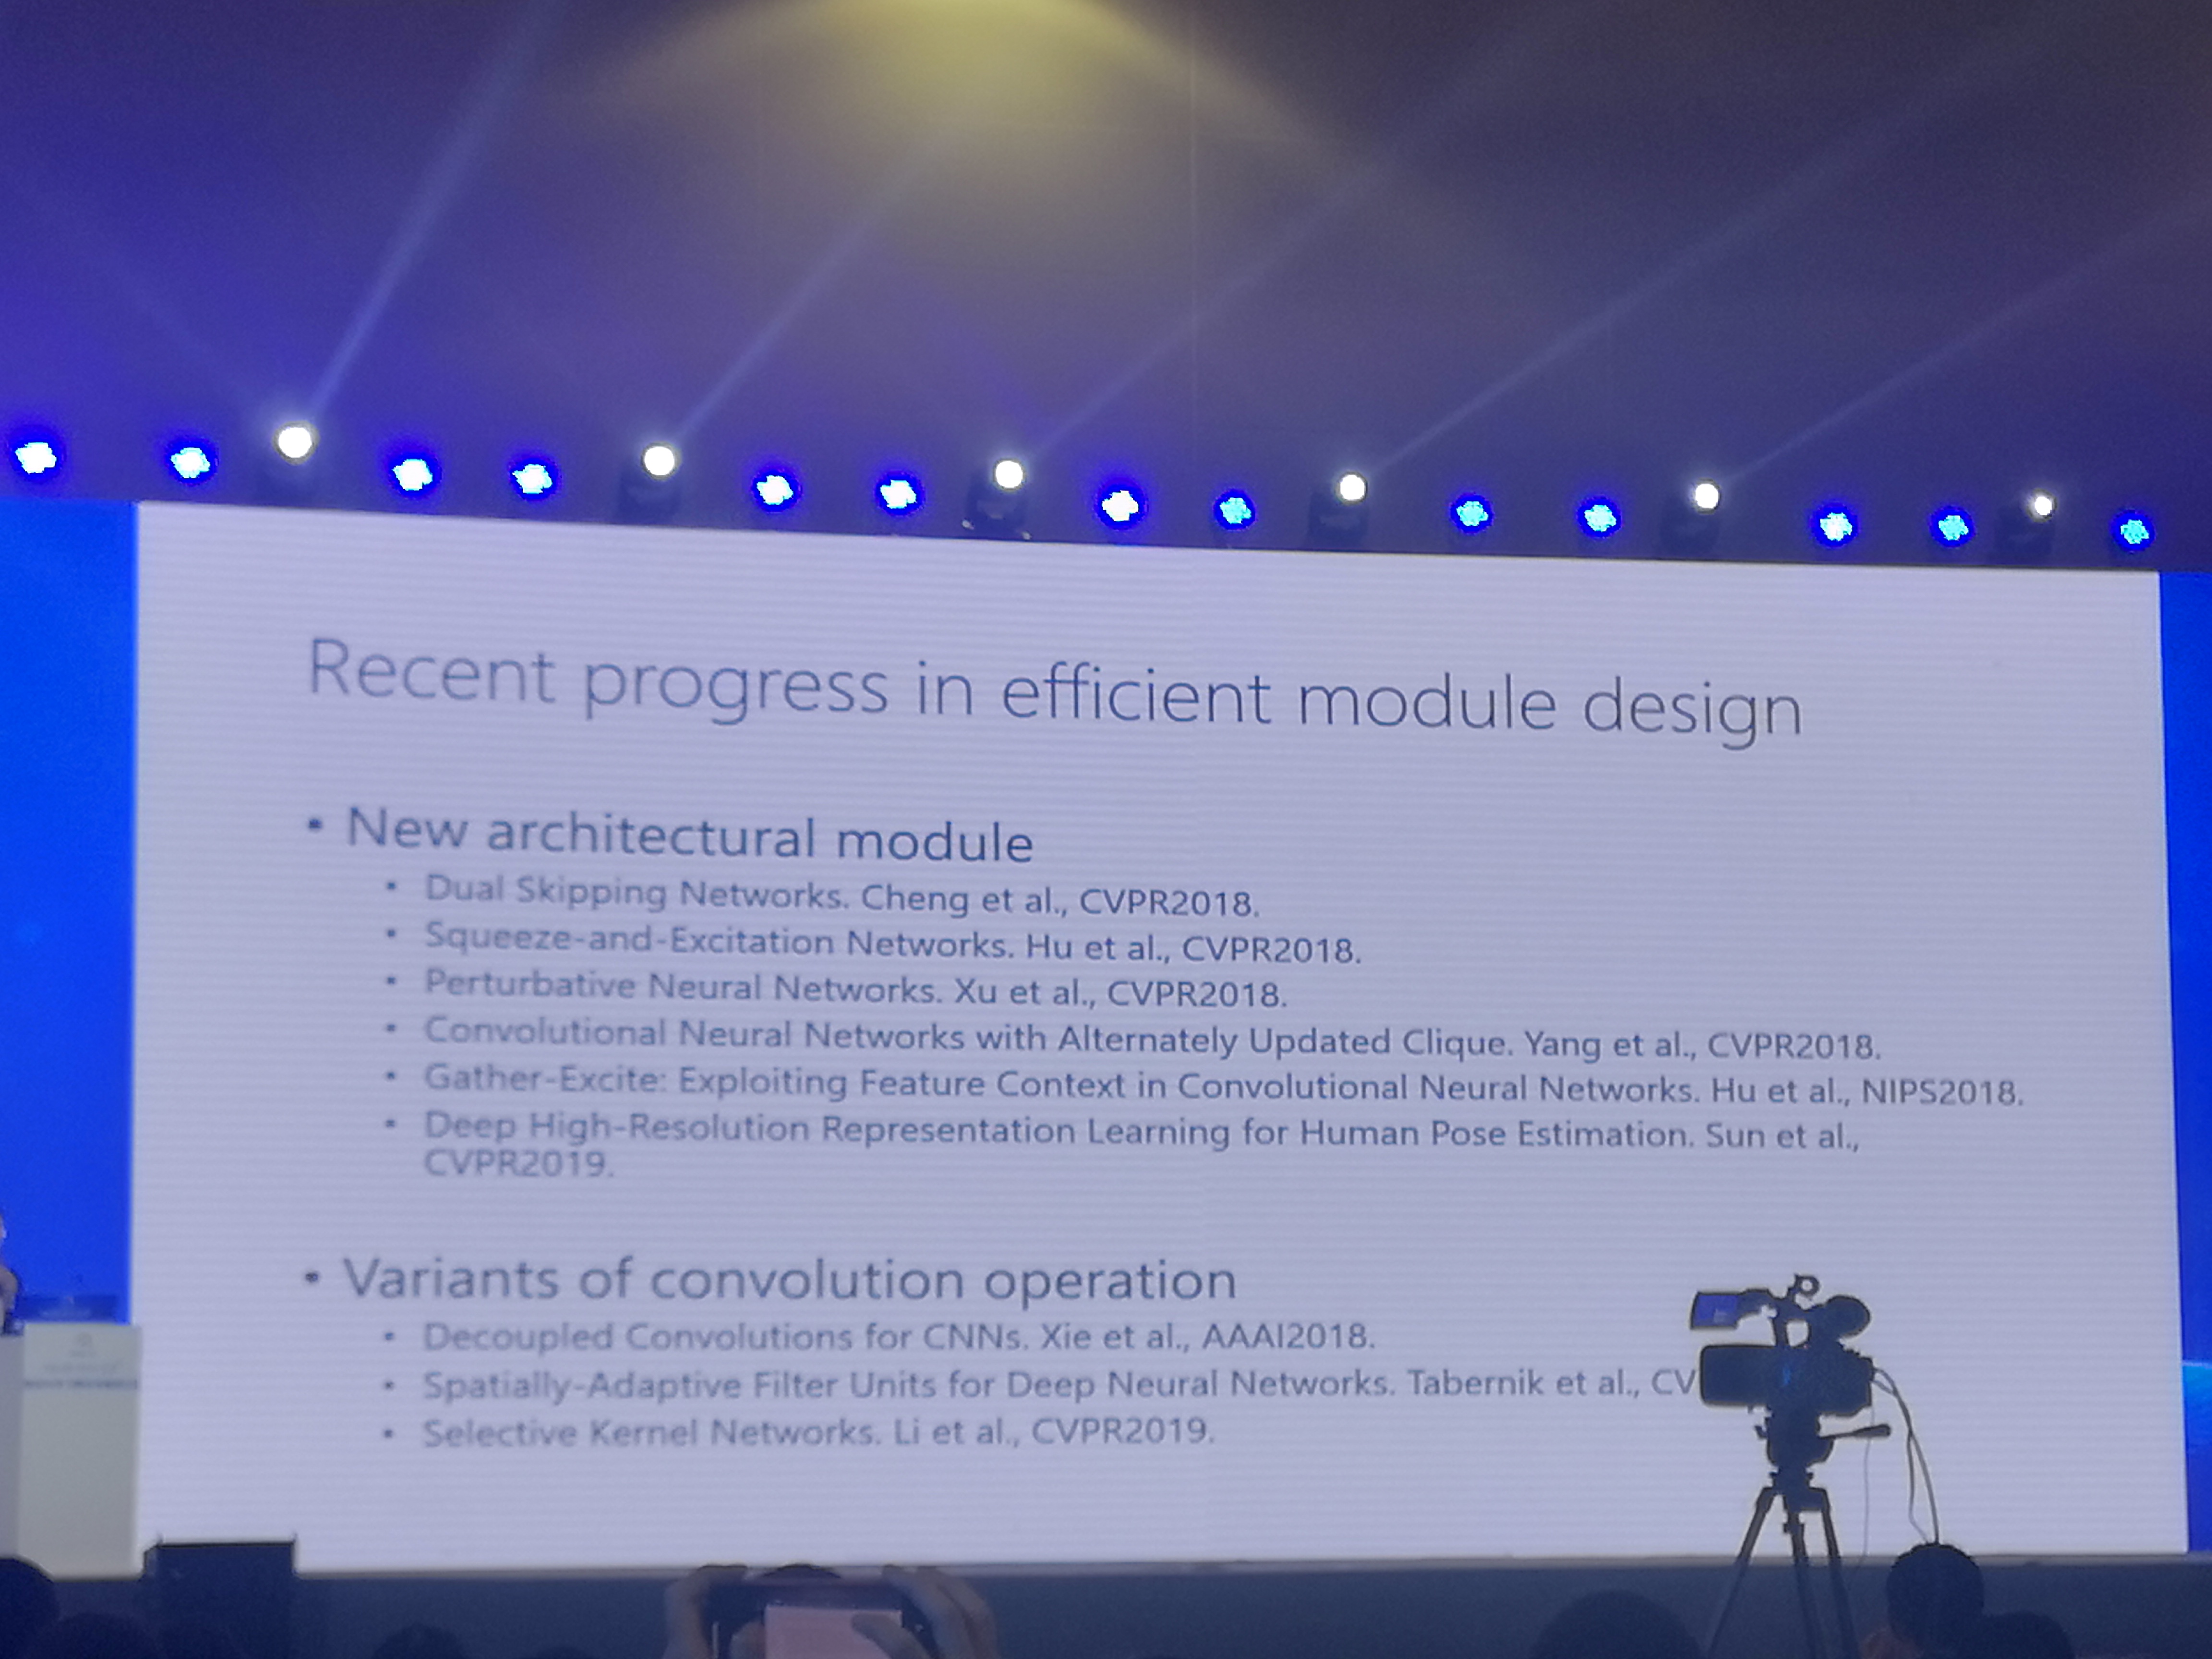 Recent progress in efficient module design
• New architectural module
• Dual Skipping Networks. Cheng et al., CVPR2018.
• Squeeze-and-Excitation Networks. Hu et al., CVPR2018.
• Perturbative Neural Networks. Xu et al., CVPR2018.
• Convolutional Neural Networks with Alternately Updated Clique. Yang et al., CVPR2018.
• Gather-Excite: Exploiting Feature Context in Convolutional Neural Networks. Hu et al., NIPS2018.
• Deep High-Resolution Representation Learning for Human Pose Estimation. Sun et al.,
CVPR2019.
• Variants of convolution operation
• Decoupled Convolutions for CNNs. Xie et al., AAAI2018.
• Spatially-Adaptive Filter Units for Deep Neural Networks. Tabernik et al., CV
• Selective Kernel Networks. Li et al., CVPR2019.